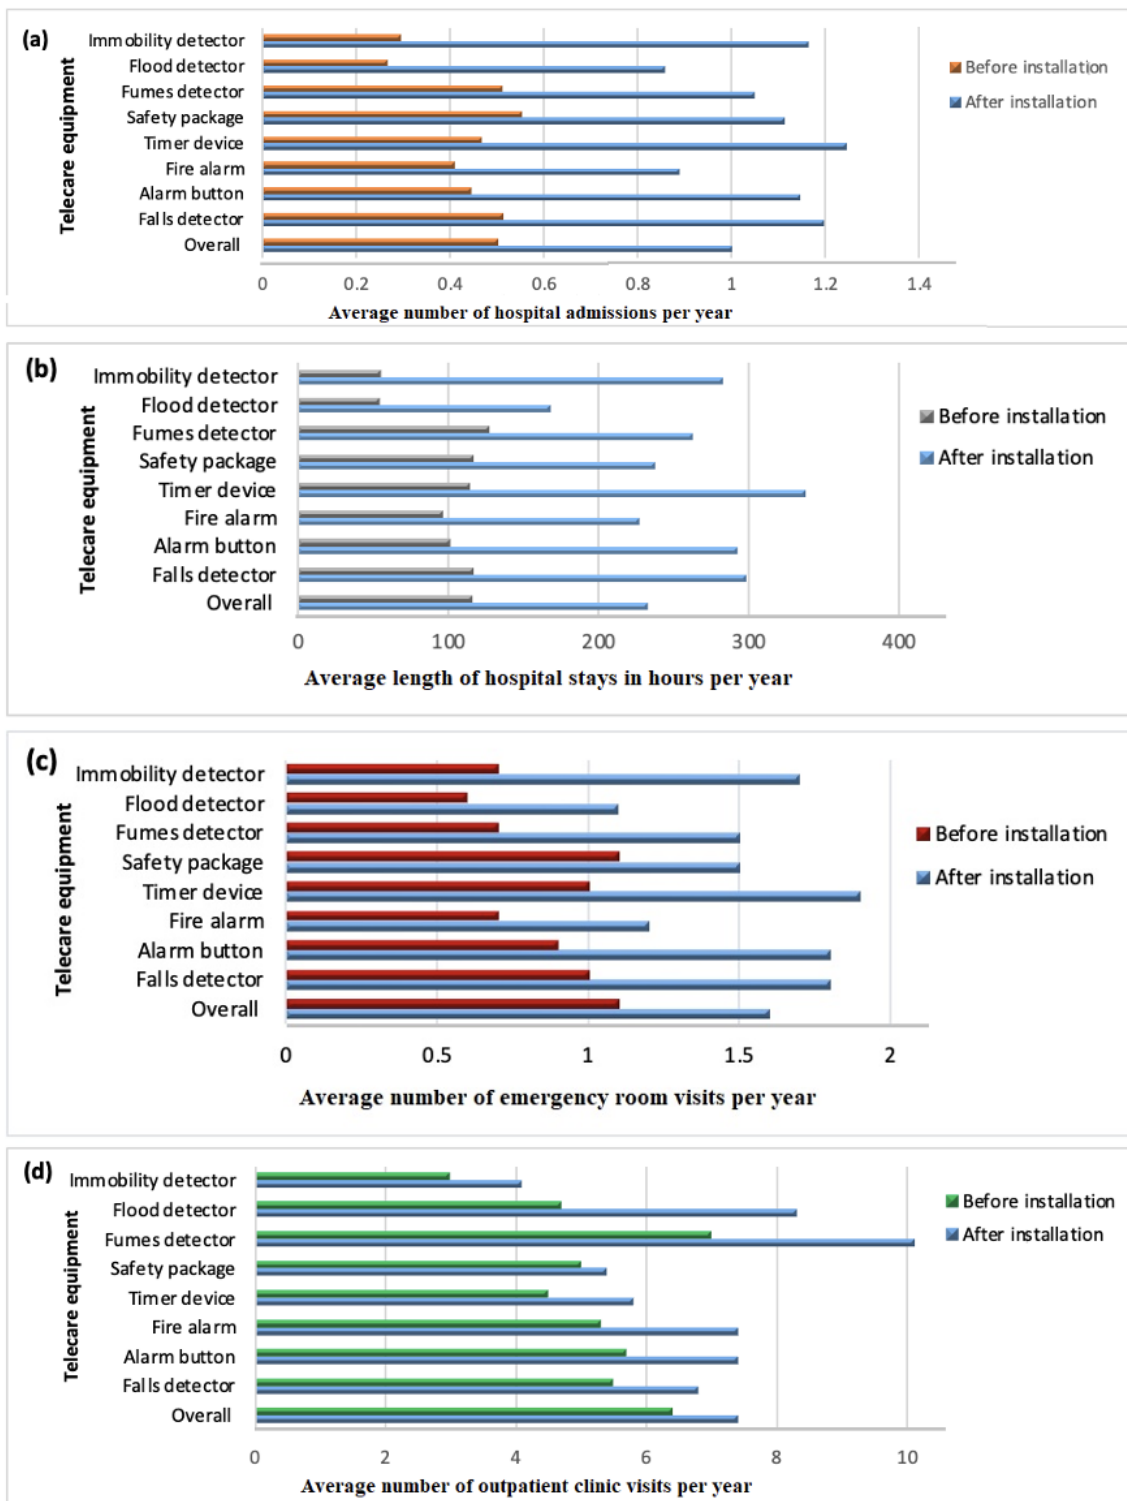 (a)
Telecare equipment
Immobility detector
Flood detector
Fumes detector
Safety package
Timer device
Fire alarm
Alarm button
Falls detector
Overall
Before installation
After installation
0 0.2 0.4 0.6 0.8 1 1.2 1.4
Average number of hospital admissions per year
(b)
Telecare equipment
Immobility detector
Flood detector
Fumes detector
Safety package
Timer device
Fire alarm
Alarm button
Falls detector
Overall
Before installation
After installation
0 100 200 300 400
Average length of hospital stays in hours per year
(c)
Telecare equipment
Immobility detector
Flood detector
Fumes detector
Safety package
Timer device
Fire alarm
Alarm button
Falls detector
Overall
Before installation
After installation
0 0.5 1 1.5 2
Average number of emergency room visits per year
(d)
Telecare equipment
Immobility detector
Flood detector
Fumes detector
Safety package
Timer device
Fire alarm
Alarm button
Falls detector
Overall
Before installation
After installation
0 2 4 6 8 10
Average number of outpatient clinic visits per year